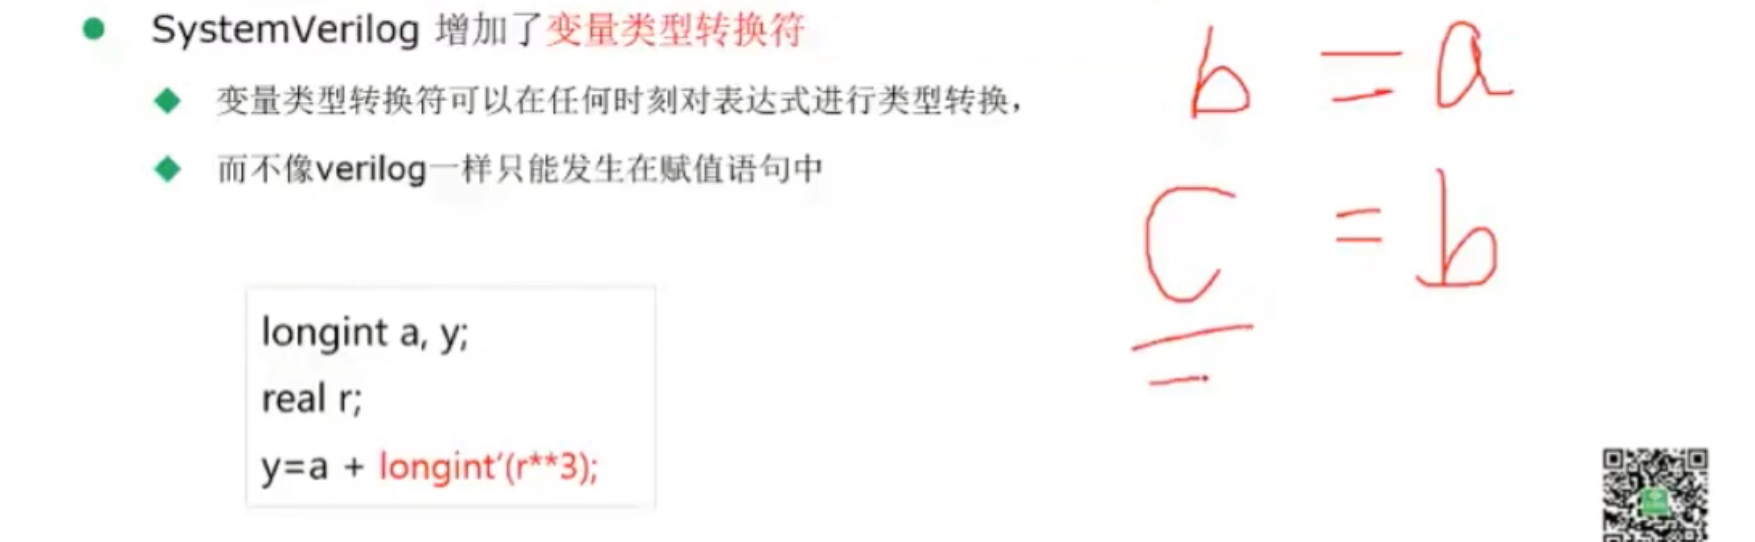 SystemVerilog 增加了变量类型转换符
变量类型转换符可以在任何时刻对表达式进行类型转换，
而不像verilog一样只能发生在赋值语句中
longint a, y;
real r;
y=a + longint‘(r**3);
b = a
c = b